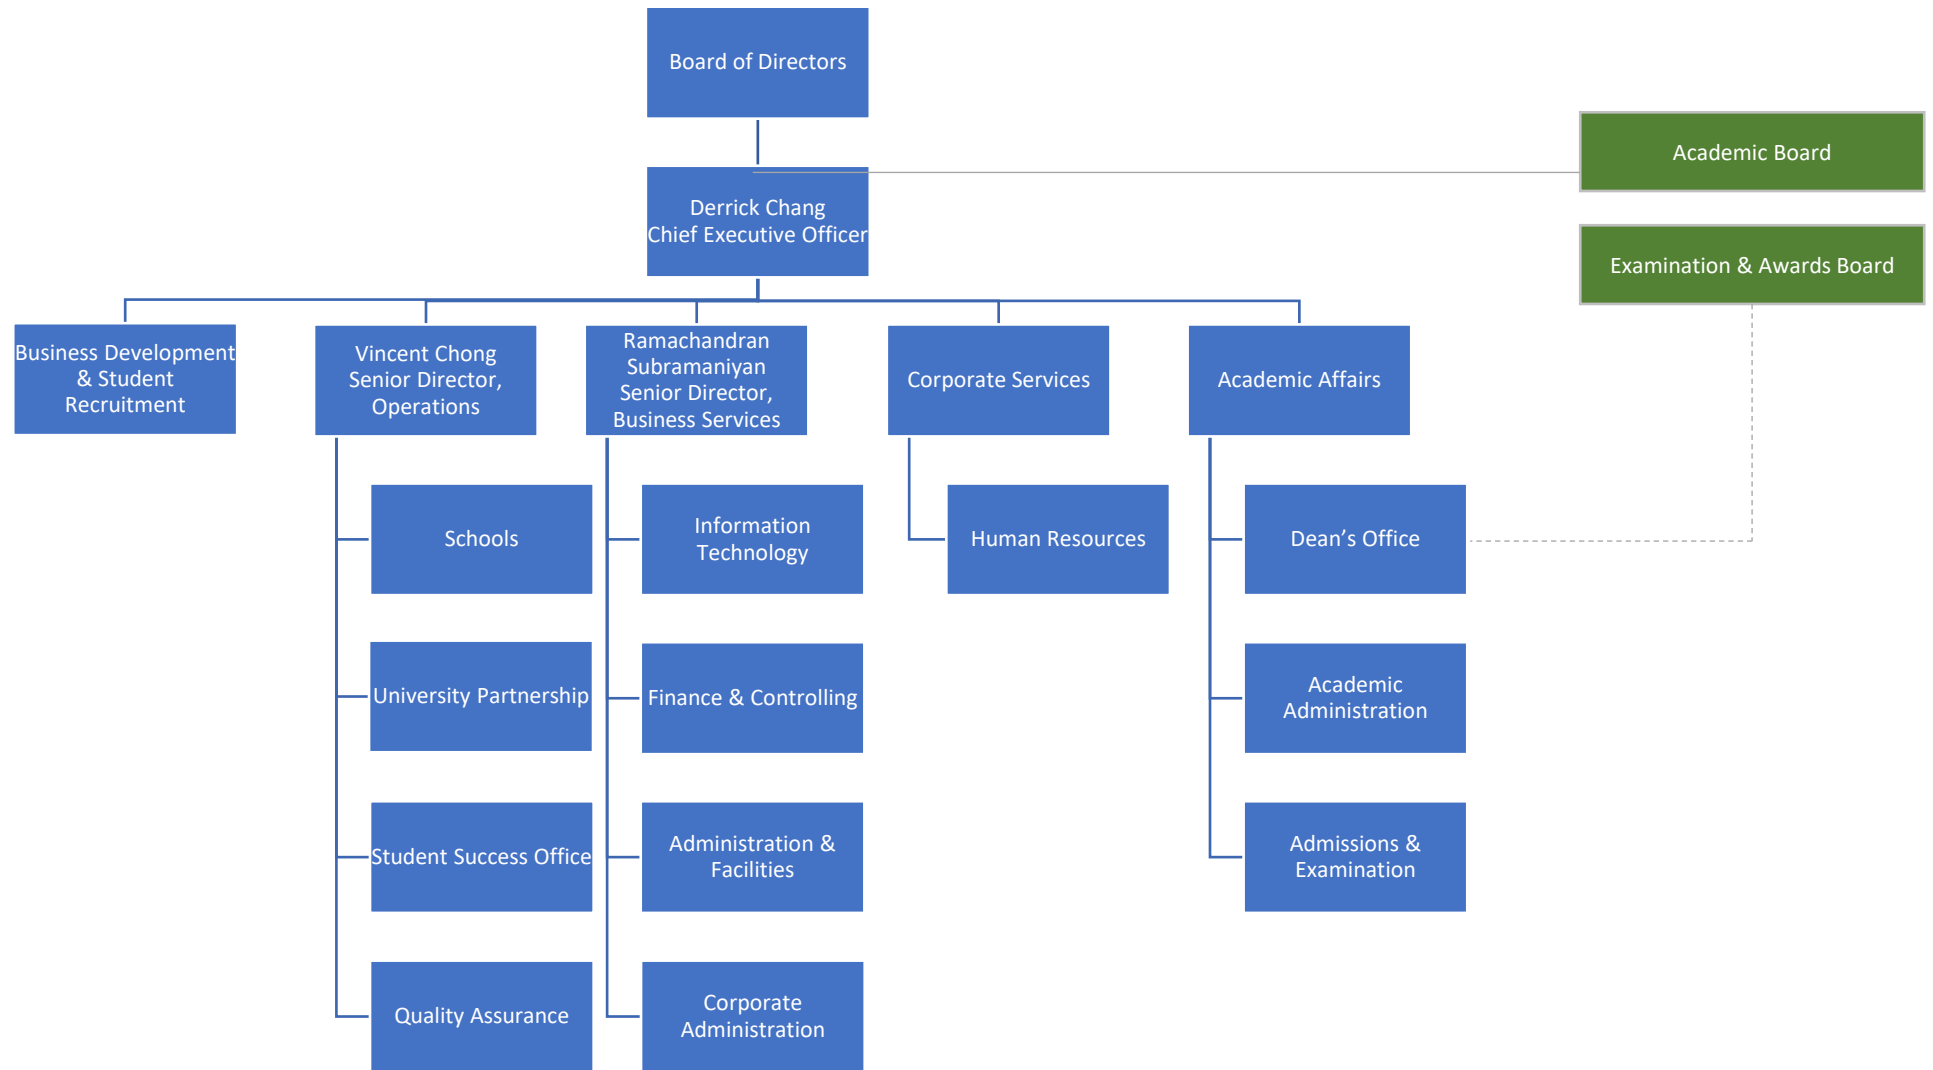 Board of Directors
Academic Board
Derrick Chang
Chief Executive Officer
Examination & Awards Board
Business Development
& Student
Recruitment
Vincent Chong
Senior Director,
Operations
Ramachandran
Subramaniyan
Senior Director,
Business Services
Corporate Services
Academic Affairs
Schools
Information
Technology
Human Resources
Dean’s Office
University Partnership
Finance & Controlling
Academic
Administration
Student Success Office
Administration &
Facilities
Admissions &
Examination
Quality Assurance
Corporate
Administration